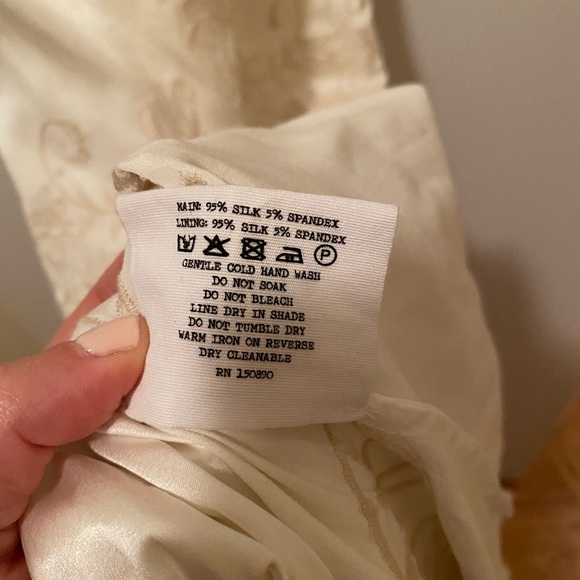 MAIN: 95% SILK 5% SPANDEX
LINING: 95% SILK 5% SPANDEX
P
GENTLE COLD HAND WASH
DO NOT SOAK
DO NOT BLEACH
LINE DRY IN SHADE
DO NOT TUMBLE DRY
WARM IRON ON REVERSE
DRY CLEANABLE
RN 150890